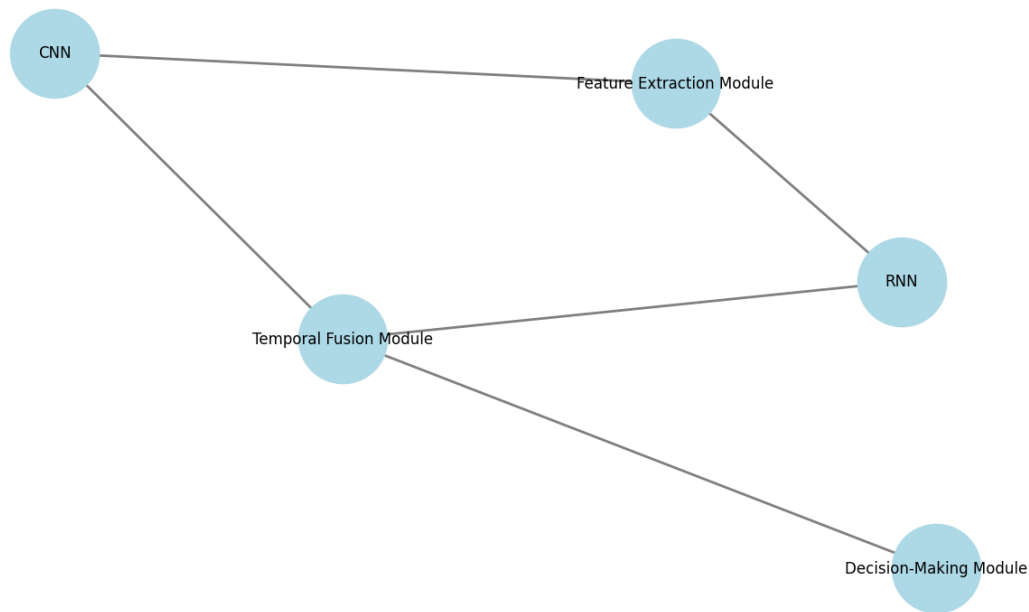 CNN
Feature Extraction Module
RNN
Temporal Fusion Module
Decision-Making Module